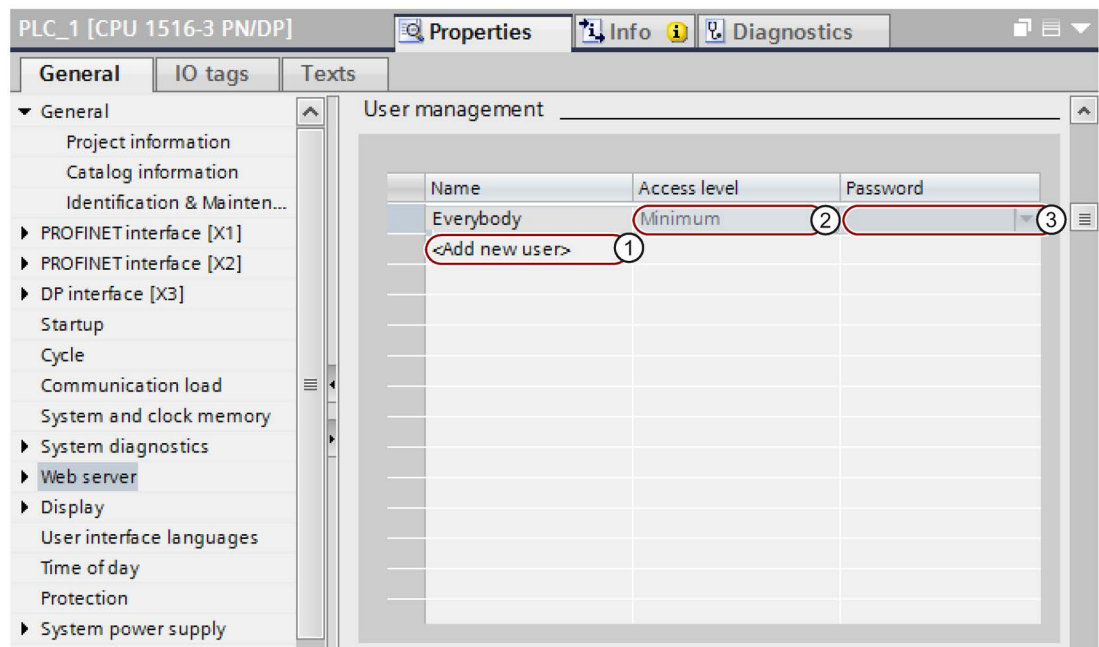 PLC_1 [CPU 1516-3 PN/DP]
Properties
Info
Diagnostics
General
IO tags
Texts
General
Project information
Catalog information
Identification & Mainten...
PROFINET interface [X1]
PROFINET interface [X2]
DP interface [X3]
Startup
Cycle
Communication load
System and clock memory
System diagnostics
Web server
Display
User interface languages
Time of day
Protection
System power supply
User management
Name Access level Password
Everybody Minimum 2 3
<Add new user> 1